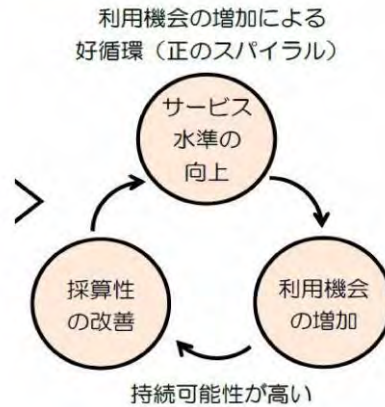 利用機会の増加による
好循環（正のスパイラル）
サービス
水準の
向上
採算性
の改善
利用機会
の増加
持続可能性が高い